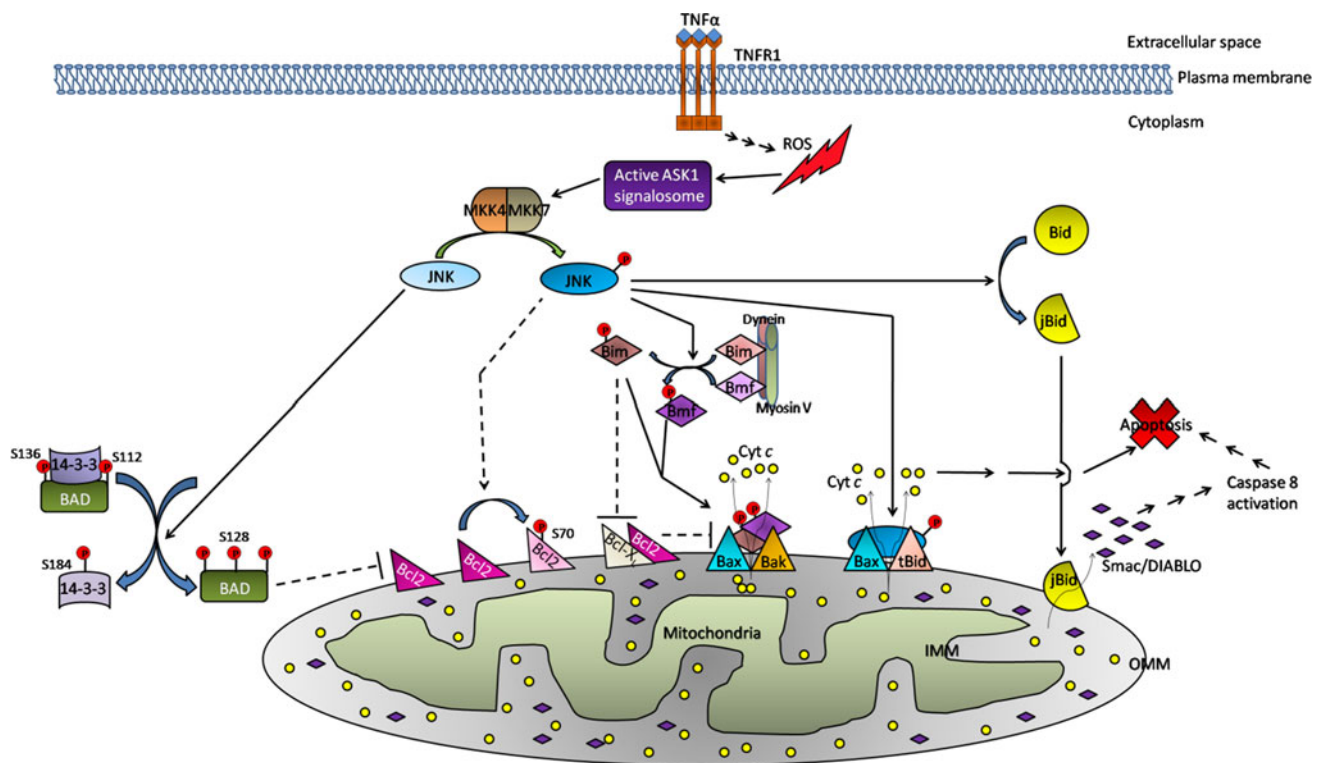 TNFα
TNFR1
Extracellular space
Plasma membrane
Cytoplasm
ROS
Active ASK1
signalosome
MKK4
MKK7
JNK
P
JNK
Bid
jBid
P
Bim
Dynein
Bim
Bmf
Myosin V
P
Bmf
S136
P
14-3-3
P
S112
BAD
Cyt c
Cyt c
Apoptosis
Caspase 8
activation
Smac/DIABLO
P
S184
14-3-3
S128
P
P
P
BAD
Bcl2
Bcl2
P
S70
Bcl2
Bcl-XL
Bcl2
P
P
Bax
Bak
P
Bax
tBid
jBid
Mitochondria
IMM
OMM